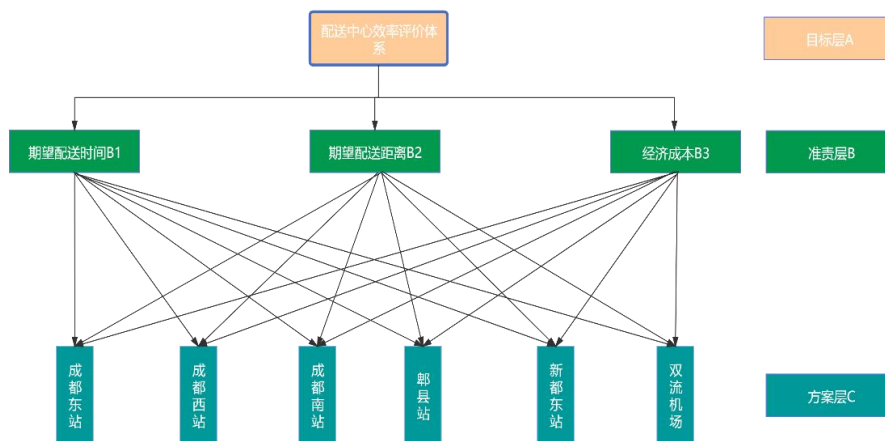 配送中心效率评价体
系
目标层A
期望配送时间B1
期望配送距离B2
经济成本B3
准责层B
成都东站
成都西站
成都南站
郫县站
新都东站
双流机场
方案层C